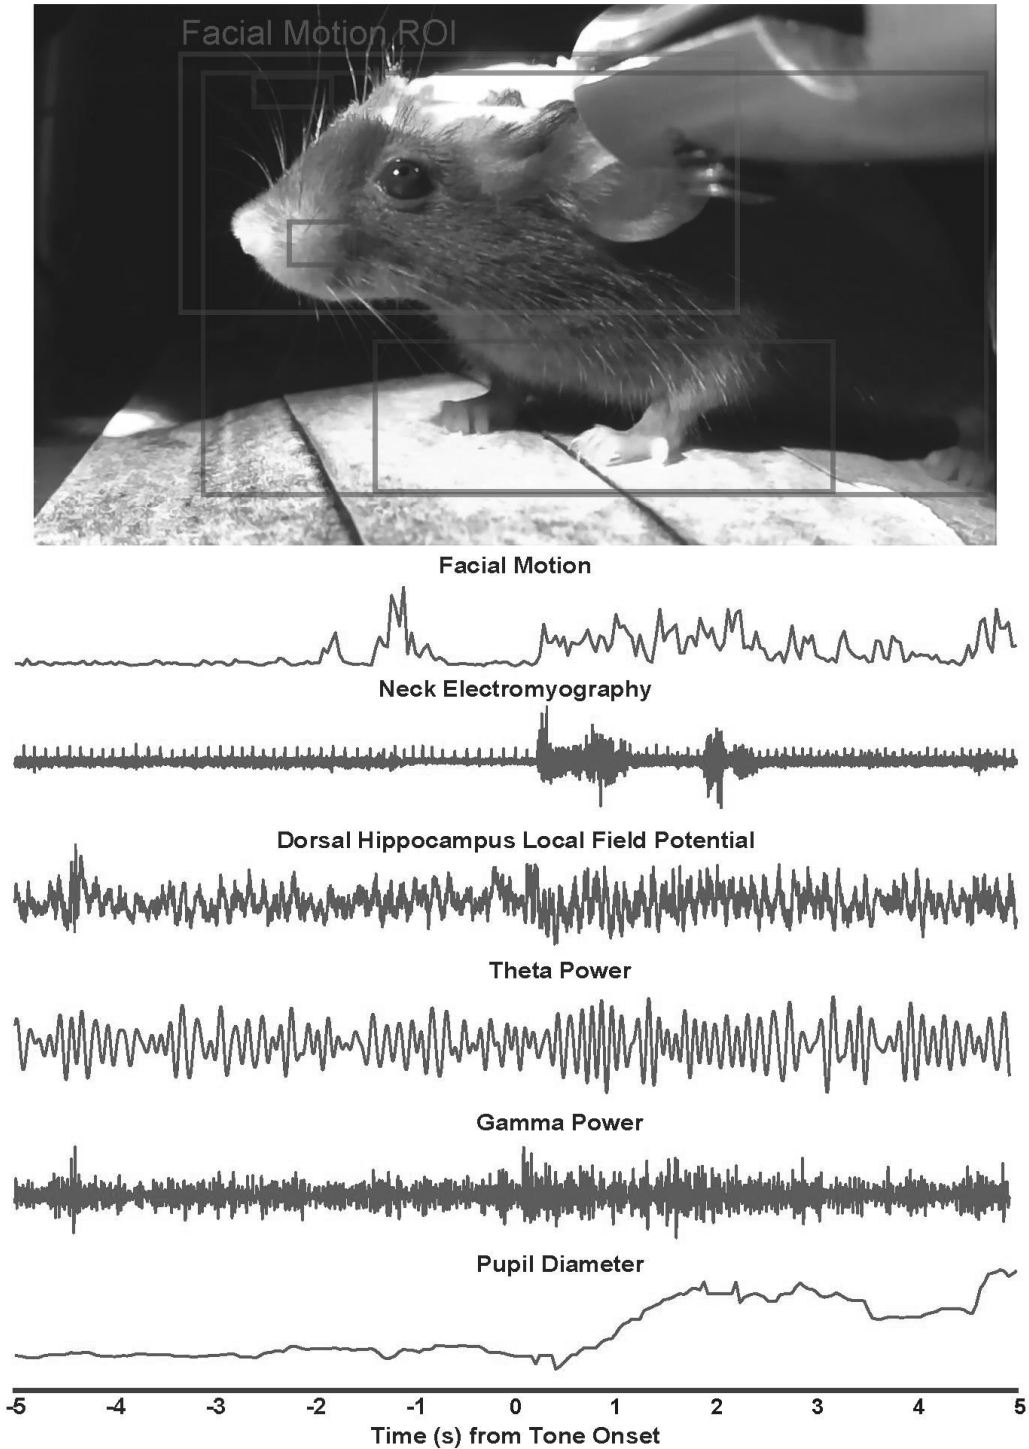 Facial Motion ROI
Facial Motion
Neck Electromyography
Dorsal Hippocampus Local Field Potential
Theta Power
Gamma Power
Pupil Diameter
-5 -4 -3 -2 -1 0 1 2 3 4 5
Time (s) from Tone Onset